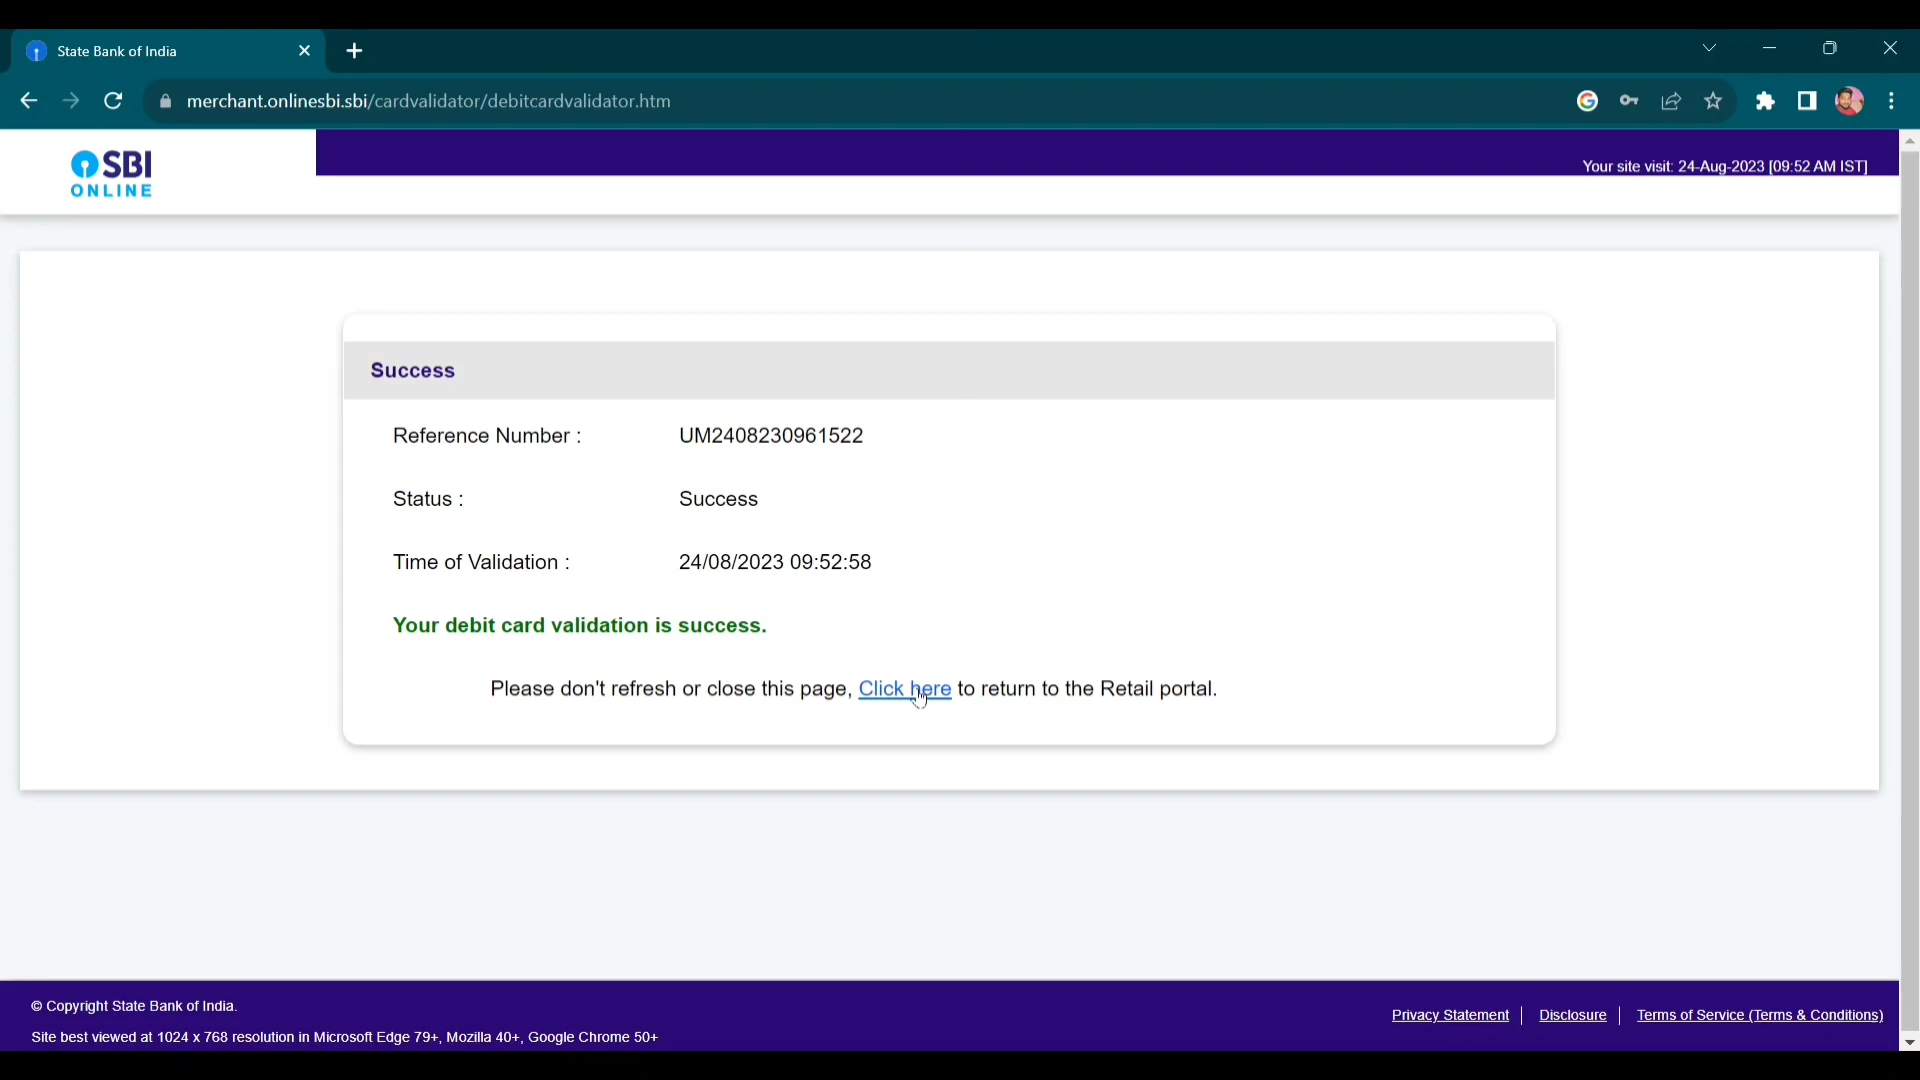 State Bank of India
merchant.onlinesbi.sbi/cardvalidator/debitcardvalidator.htm
SBI
ONLINE
Your site visit: 24-Aug-2023 [09:52 AM IST]
Success
Reference Number : UM2408230961522
Status : Success
Time of Validation : 24/08/2023 09:52:58
Your debit card validation is success.
Please don't refresh or close this page, Click here to return to the Retail portal.
© Copyright State Bank of India.
Privacy Statement Disclosure Terms of Service (Terms & Conditions)
Site best viewed at 1024 x 768 resolution in Microsoft Edge 79+, Mozilla 40+, Google Chrome 50+